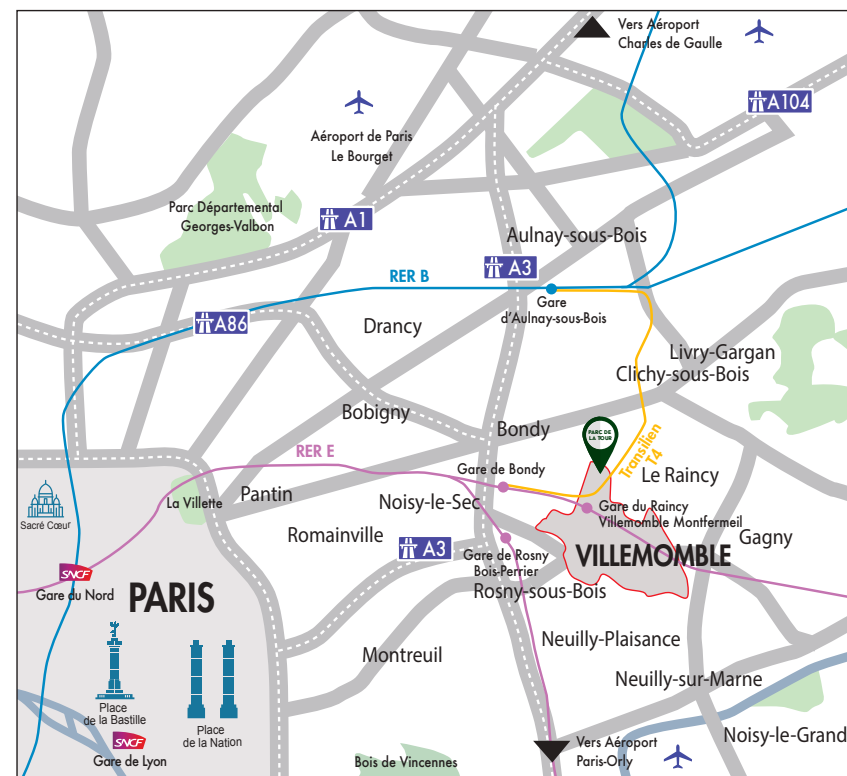 Vers Aéroport
Charles de Gaulle
A104
Aéroport de Paris
Le Bourget
Parc Départemental
Georges-Valbon
A1
Aulnay-sous-Bois
A3
RER B
Gare
d'Aulnay-sous-Bois
A86
Drancy
Livry-Gargan
Clichy-sous-Bois
Bobigny
Bondy
PARC DE
LA TOUR
Transilien
T4
RER E
Gare de Bondy
Le Raincy
La Villette
Pantin
Noisy-le-Sec
Gare du Raincy
Villemomble Montfermeil
Sacré Cœur
Romainville
A3
Gagny
Gare de Rosny
Bois-Perrier
VILLEMOMBLE
SNCF
Gare du Nord
PARIS
Rosny-sous-Bois
Neuilly-Plaisance
Montreuil
Neuilly-sur-Marne
Place
de la Bastille
Place
de la Nation
Noisy-le-Grand
SNCF
Gare de Lyon
Bois de Vincennes
Vers Aéroport
Paris-Orly